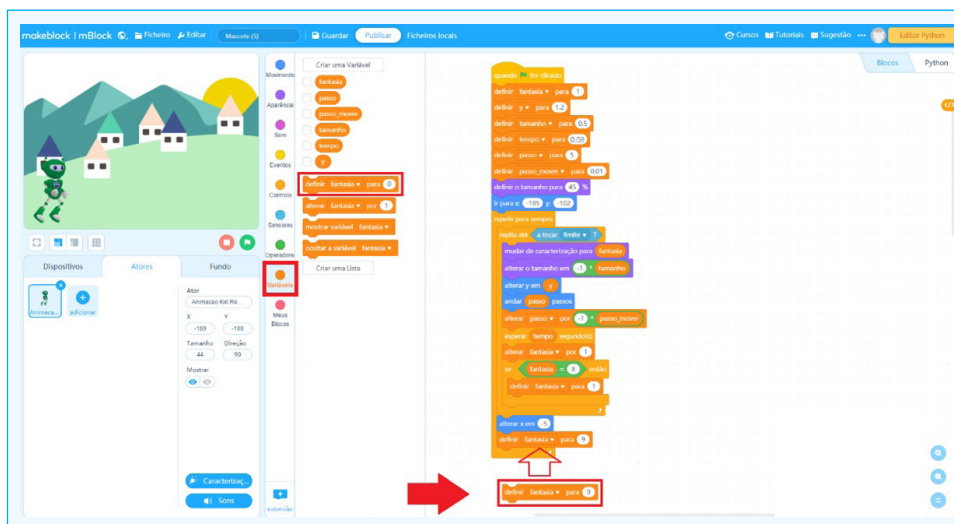 makeblock | mBlock Ficheiro Editar Mascote (5) Guardar Publicar Ficheiros locais Cursos Tutoriais Sugestão Editor Python
Blocos Python
Movimento
Aparência
Som
Eventos
Controlo
Sensores
Operadores
Variáveis
Meus
Blocos
extensão
Criar uma Variável
fantasia
passo
passo_mover
tamanho
tempo
y
definir fantasia para 0
alterar fantasia por 1
mostrar variável fantasia
ocultar a variável fantasia
Criar uma Lista
quando for clicado
definir fantasia para 1
definir y para 1.2
definir tamanho para 0.5
definir tempo para 0.08
definir passo para 5
definir passo_mover para 0.01
definir o tamanho para 45 %
ir para x: -185 y: -102
repetir para sempre
repita até a tocar limite ?
mudar de caracterização para fantasia
alterar o tamanho em -1 * tamanho
alterar y em y
andar passo passos
alterar passo por -1 * passo_mover
esperar tempo segundo(s)
alterar fantasia por 1
se fantasia = 8 então
definir fantasia para 1
alterar x em -5
definir fantasia para 9
definir fantasia para 9
Dispositivos Atores Fundo
Animaca...
adicionar
Ator
Animacao Kid Ro...
X Y
-180 -100
Tamanho Direção
44 90
Mostrar
Caracterizaç...
Sons